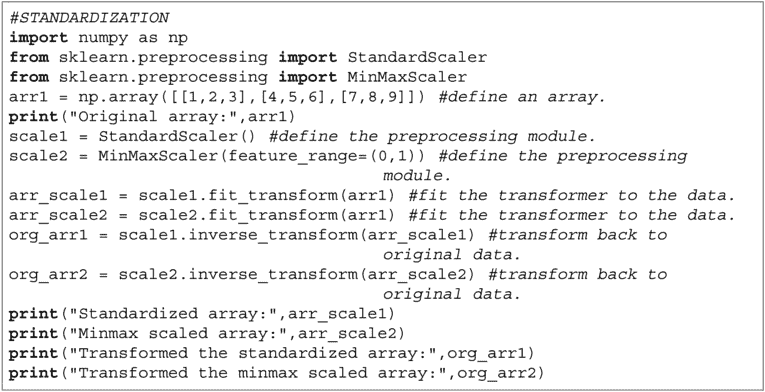 #STANDARDIZATION
import numpy as np
from sklearn.preprocessing import StandardScaler
from sklearn.preprocessing import MinMaxScaler
arr1 = np.array([[1,2,3],[4,5,6],[7,8,9]]) #define an array.
print("Original array:",arr1)
scale1 = StandardScaler() #define the preprocessing module.
scale2 = MinMaxScaler(feature_range=(0,1)) #define the preprocessing
module.
arr_scale1 = scale1.fit_transform(arr1) #fit the transformer to the data.
arr_scale2 = scale2.fit_transform(arr1) #fit the transformer to the data.
org_arr1 = scale1.inverse_transform(arr_scale1) #transform back to
original data.
org_arr2 = scale2.inverse_transform(arr_scale2) #transform back to
original data.
print("Standardized array:",arr_scale1)
print("Minmax scaled array:",arr_scale2)
print("Transformed the standardized array:",org_arr1)
print("Transformed the minmax scaled array:",org_arr2)